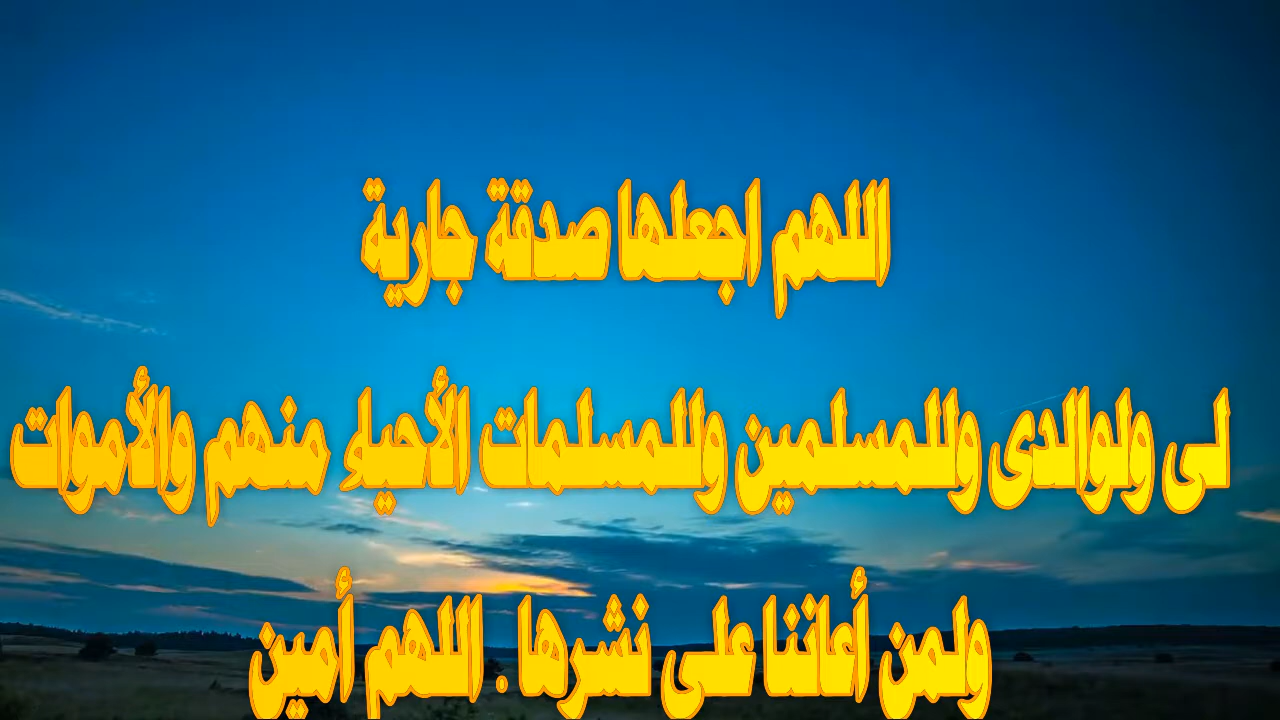 اللهم اجعلها صدقة جارية
لى ولوالدى وللمسلمين وللمسلمات الأحياء منهم والأموات
ولمن أعاننا على نشرها . اللهم أمين